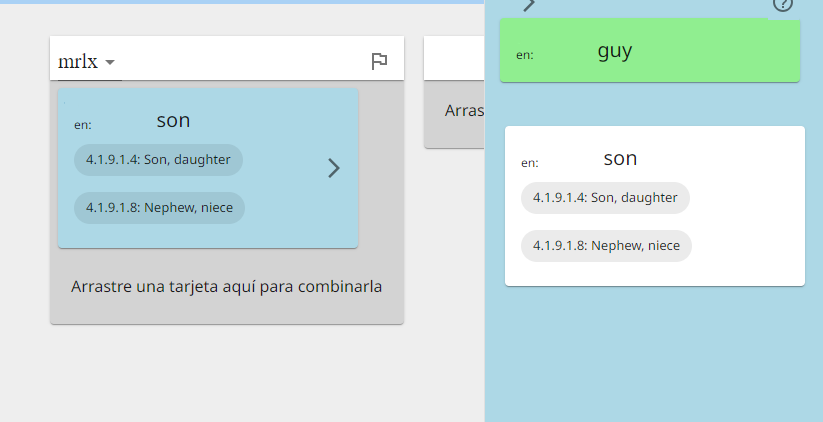 mrlx
en: son
4.1.9.1.4: Son, daughter
4.1.9.1.8: Nephew, niece
Arrastre una tarjeta aquí para combinarla
Arras
en: guy
en: son
4.1.9.1.4: Son, daughter
4.1.9.1.8: Nephew, niece